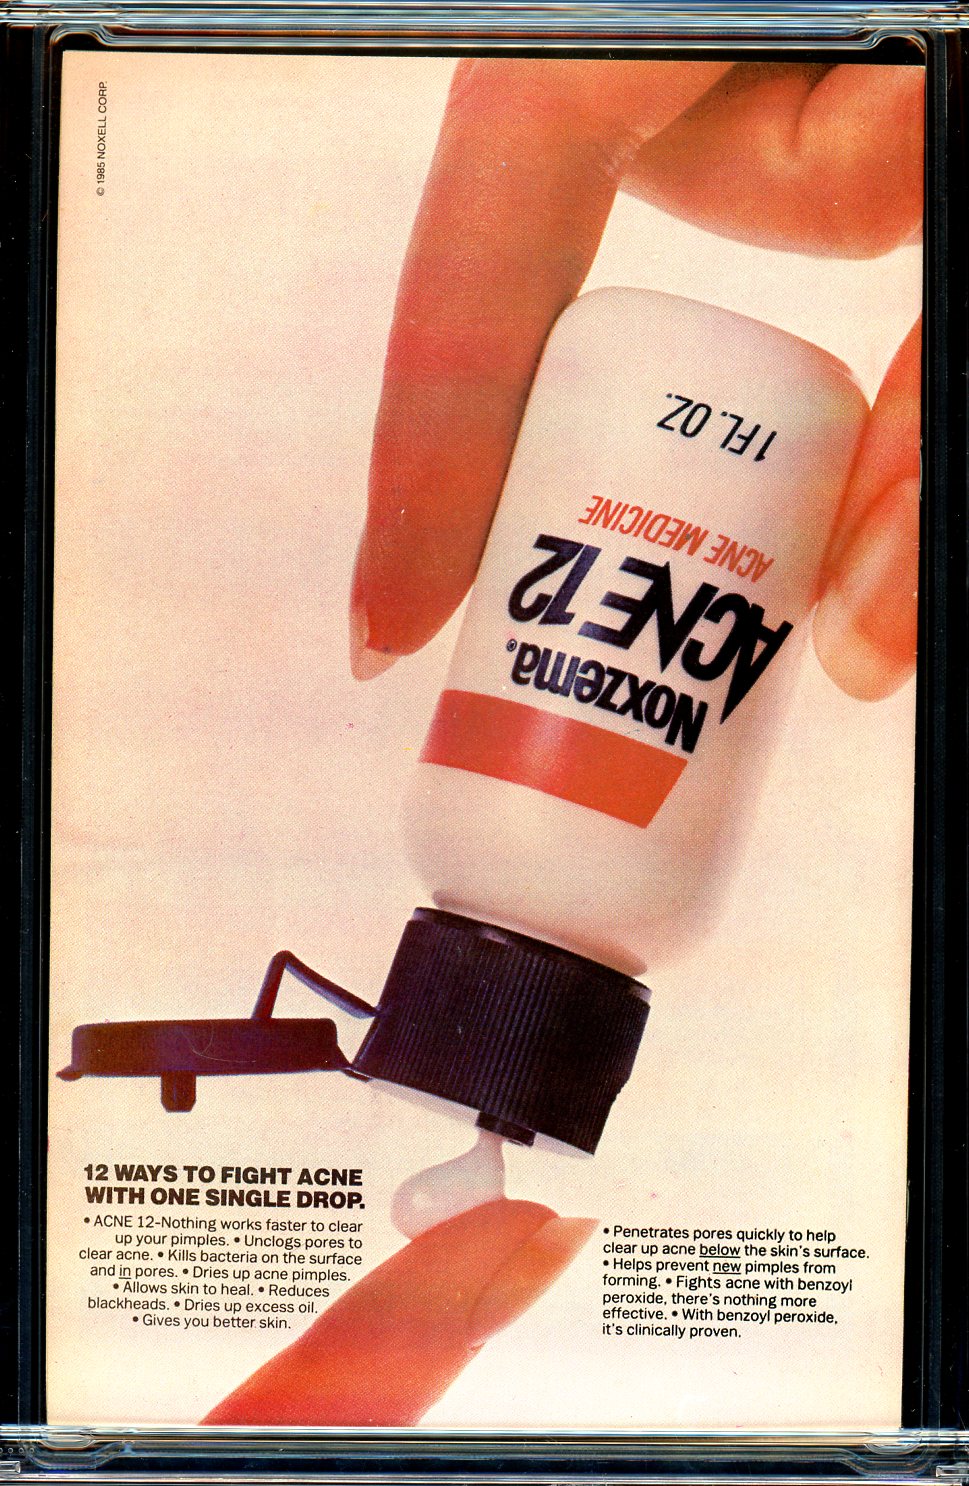 © 1985 NOXELL CORP.
1 FL. OZ.
ACNE MEDICINE
ACNE 12
Noxzema®
12 WAYS TO FIGHT ACNE
WITH ONE SINGLE DROP.
• ACNE 12-Nothing works faster to clear
up your pimples. • Unclogs pores to
clear acne. • Kills bacteria on the surface
and in pores. • Dries up acne pimples.
• Allows skin to heal. • Reduces
blackheads. • Dries up excess oil.
• Gives you better skin.
• Penetrates pores quickly to help
clear up acne below the skin's surface.
• Helps prevent new pimples from
forming. • Fights acne with benzoyl
peroxide, there's nothing more
effective. • With benzoyl peroxide,
it's clinically proven.